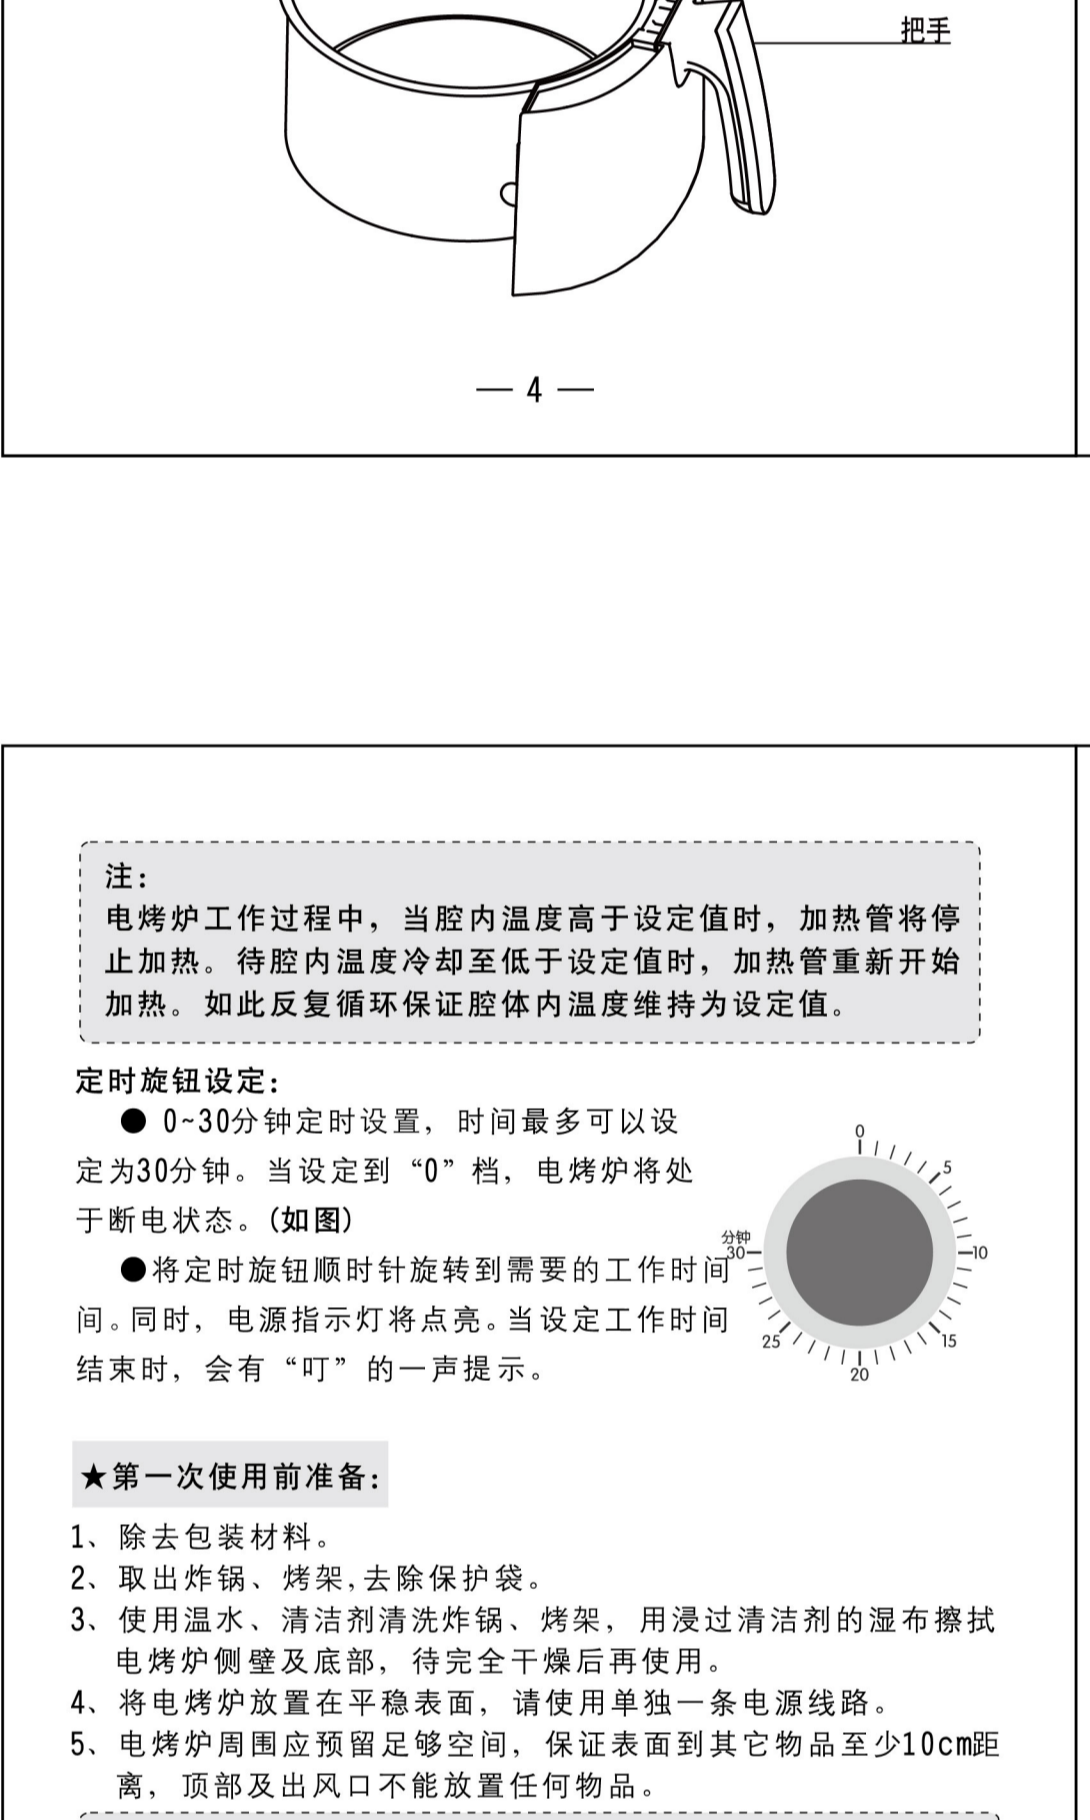 把手
— 4 —
注：
电烤炉工作过程中，当腔内温度高于设定值时，加热管将停
止加热。待腔内温度冷却至低于设定值时，加热管重新开始
加热。如此反复循环保证腔体内温度维持为设定值。
定时旋钮设定：
● 0~30分钟定时设置，时间最多可以设
定为30分钟。当设定到“0”档，电烤炉将处
于断电状态。(如图)
●将定时旋钮顺时针旋转到需要的工作时间
间。同时，电源指示灯将点亮。当设定工作时间
结束时，会有“叮”的一声提示。
0
5
10
15
20
25
分钟
30
★第一次使用前准备：
1、除去包装材料。
2、取出炸锅、烤架,去除保护袋。
3、使用温水、清洁剂清洗炸锅、烤架，用浸过清洁剂的湿布擦拭
电烤炉侧壁及底部，待完全干燥后再使用。
4、将电烤炉放置在平稳表面，请使用单独一条电源线路。
5、电烤炉周围应预留足够空间，保证表面到其它物品至少10cm距
离，顶部及出风口不能放置任何物品。